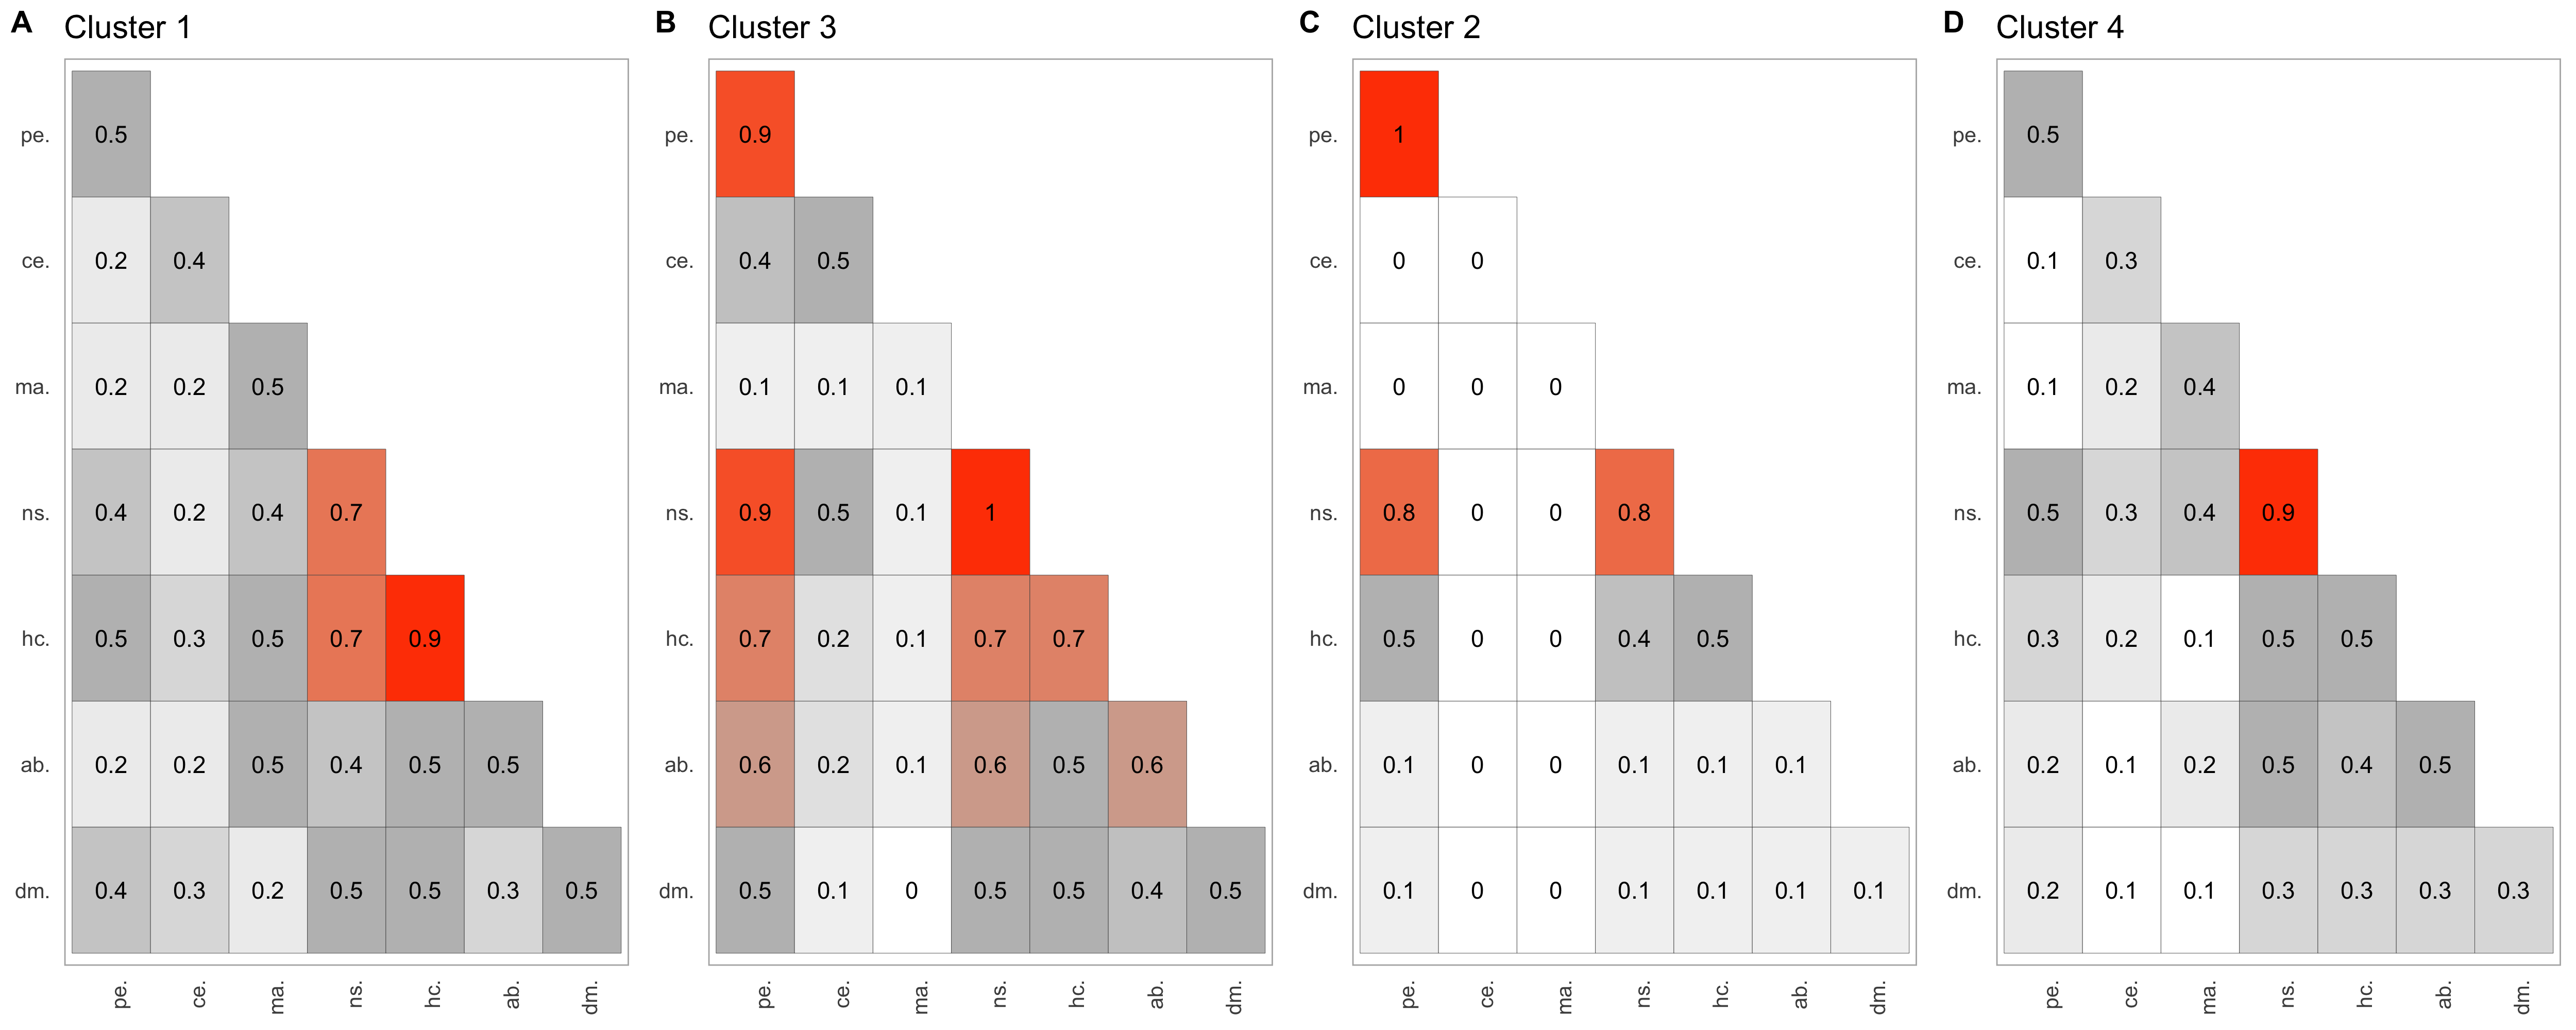 A Cluster 1
pe. 0.5
ce. 0.2 0.4
ma. 0.2 0.2 0.5
ns. 0.4 0.2 0.4 0.7
hc. 0.5 0.3 0.5 0.7 0.9
ab. 0.2 0.2 0.5 0.4 0.5 0.5
dm. 0.4 0.3 0.2 0.5 0.5 0.3 0.5
pe. ce. ma. ns. hc. ab. dm.
B Cluster 3
pe. 0.9
ce. 0.4 0.5
ma. 0.1 0.1 0.1
ns. 0.9 0.5 0.1 1
hc. 0.7 0.2 0.1 0.7 0.7
ab. 0.6 0.2 0.1 0.6 0.5 0.6
dm. 0.5 0.1 0 0.5 0.5 0.4 0.5
pe. ce. ma. ns. hc. ab. dm.
C Cluster 2
pe. 1
ce. 0 0
ma. 0 0 0
ns. 0.8 0 0 0.8
hc. 0.5 0 0 0.4 0.5
ab. 0.1 0 0 0.1 0.1 0.1
dm. 0.1 0 0 0.1 0.1 0.1 0.1
pe. ce. ma. ns. hc. ab. dm.
D Cluster 4
pe. 0.5
ce. 0.1 0.3
ma. 0.1 0.2 0.4
ns. 0.5 0.3 0.4 0.9
hc. 0.3 0.2 0.1 0.5 0.5
ab. 0.2 0.1 0.2 0.5 0.4 0.5
dm. 0.2 0.1 0.1 0.3 0.3 0.3 0.3
pe. ce. ma. ns. hc. ab. dm.